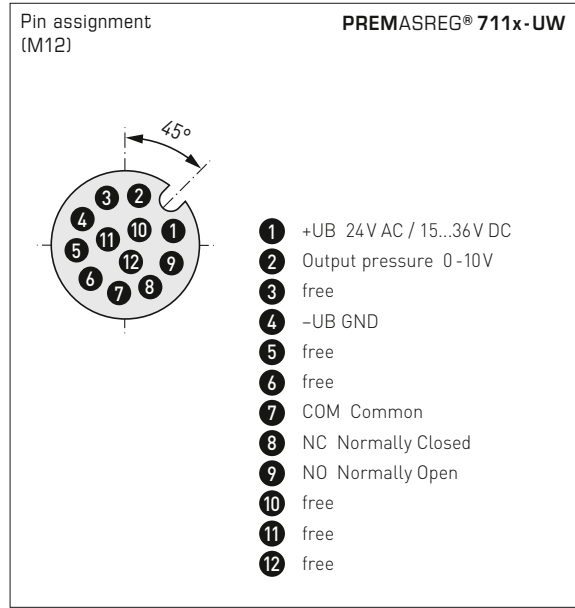 Pin assignment
(M12)
PREMASREG® 711x-UW
45°
3 2
4 10 1
11
5 12 9
6 7 8
1 +UB 24V AC / 15...36V DC
2 Output pressure 0-10V
3 free
4 –UB GND
5 free
6 free
7 COM Common
8 NC Normally Closed
9 NO Normally Open
10 free
11 free
12 free